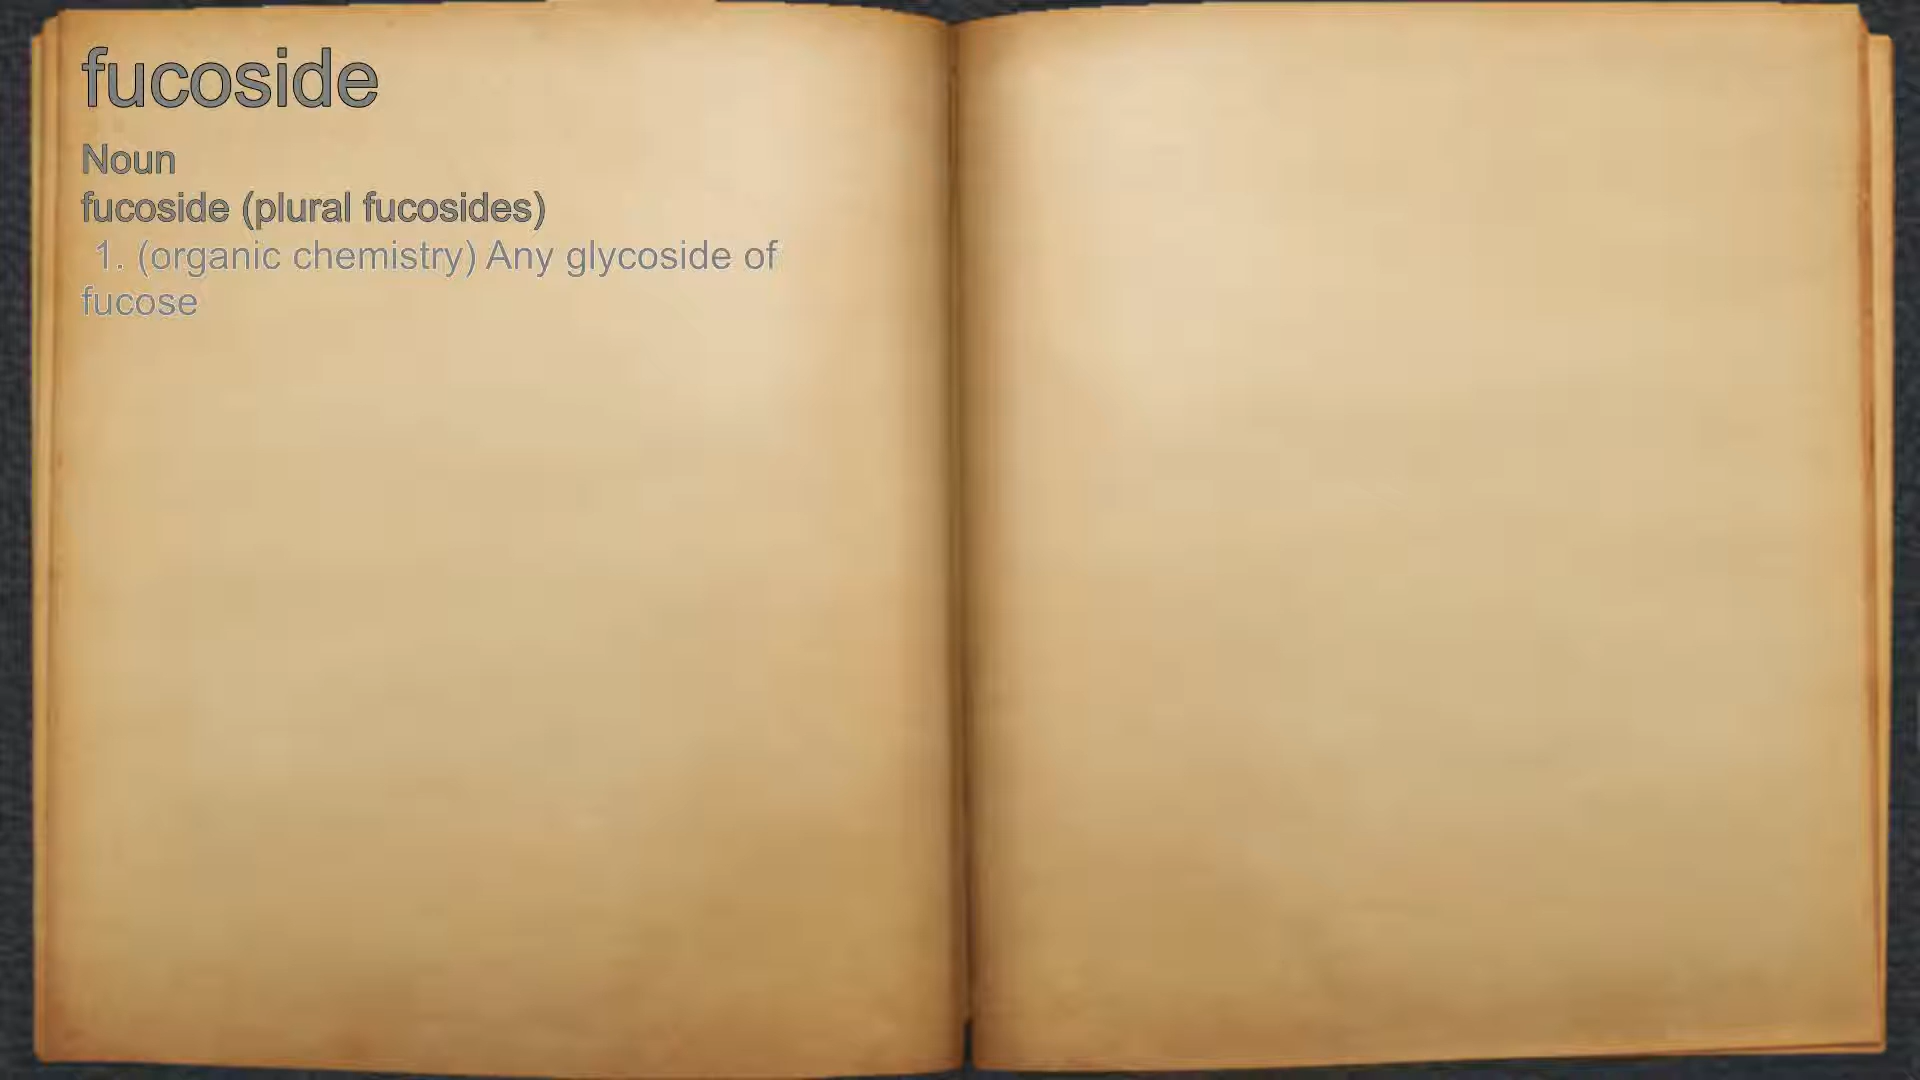 fucoside
Noun
fucoside (plural fucosides)
1. (organic chemistry) Any glycoside of
fucose